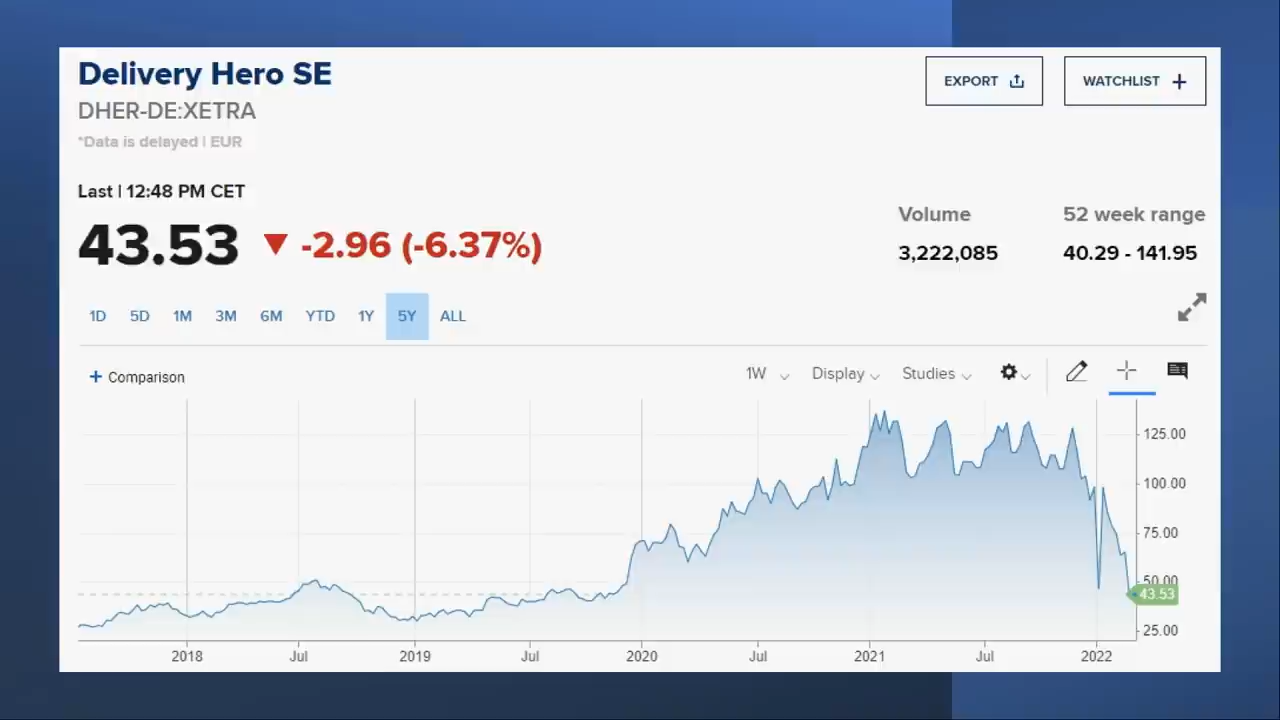 Delivery Hero SE
EXPORT
WATCHLIST +
DHER-DE:XETRA
*Data is delayed | EUR
Last | 12:48 PM CET
43.53 ▼ -2.96 (-6.37%)
Volume
52 week range
3,222,085
40.29 - 141.95
1D 5D 1M 3M 6M YTD 1Y 5Y ALL
+ Comparison
1W Display Studies
125.00
100.00
75.00
50.00
43.53
25.00
2018 Jul 2019 Jul 2020 Jul 2021 Jul 2022